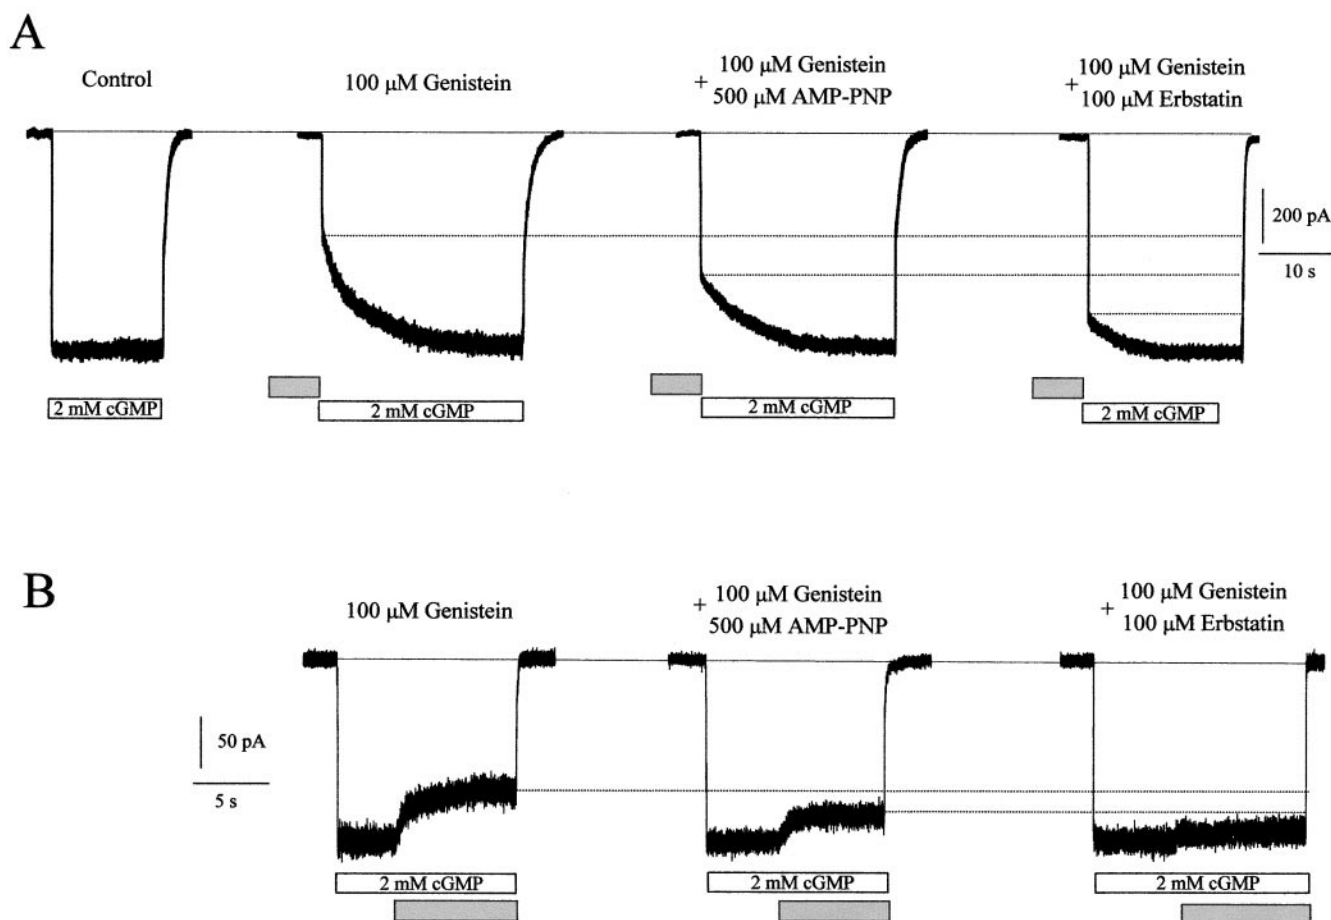 A
Control
100 μM Genistein
+ 100 μM Genistein
500 μM AMP-PNP
+ 100 μM Genistein
100 μM Erbstatin
200 pA
10 s
2 mM cGMP
2 mM cGMP
2 mM cGMP
2 mM cGMP
B
100 μM Genistein
+ 100 μM Genistein
500 μM AMP-PNP
+ 100 μM Genistein
100 μM Erbstatin
50 pA
5 s
2 mM cGMP
2 mM cGMP
2 mM cGMP